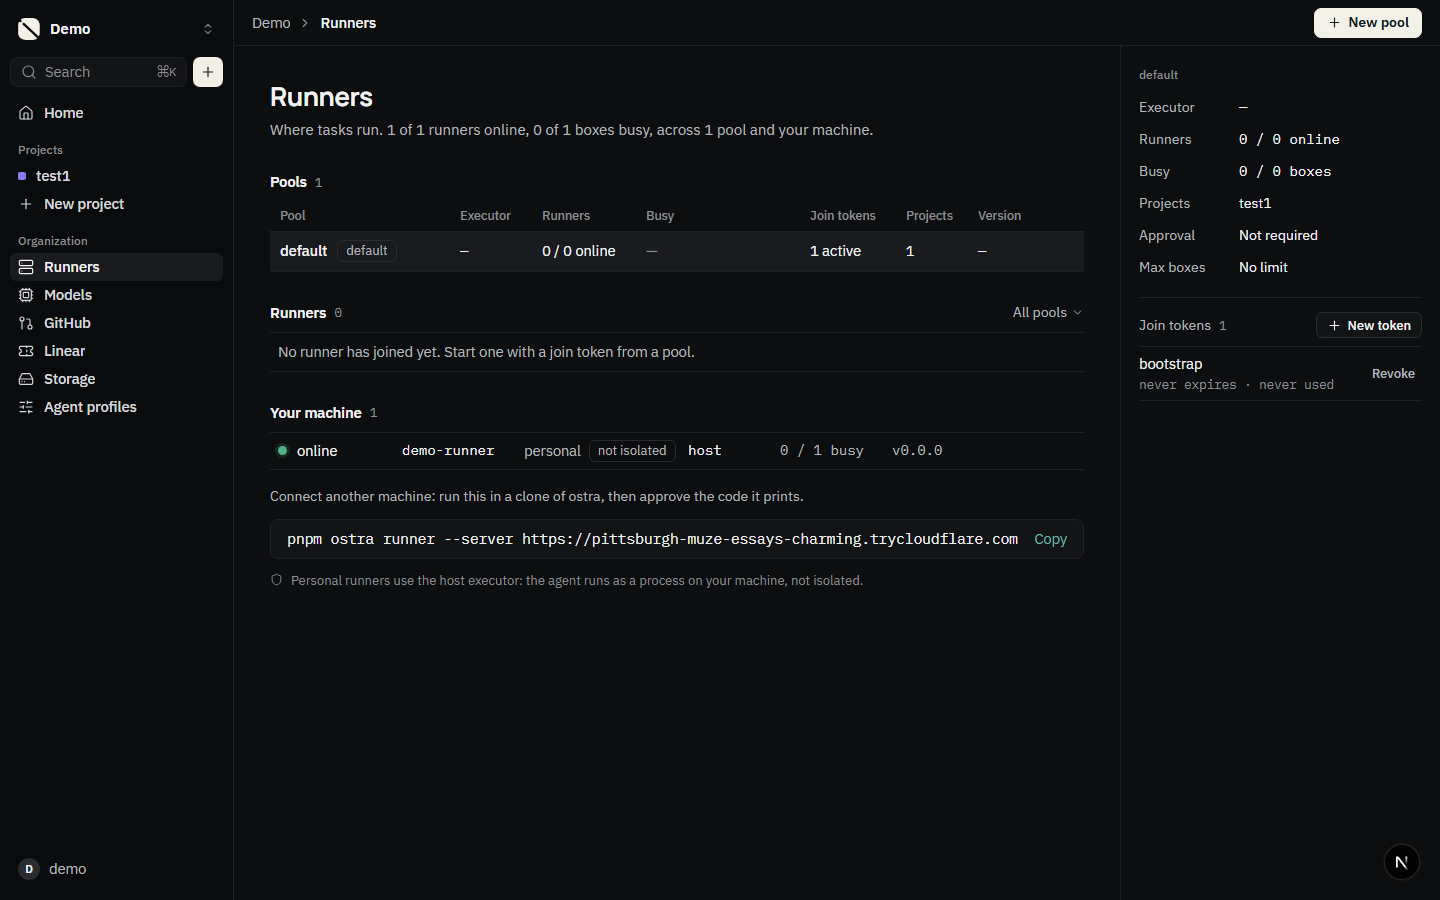 Demo
Search ⌘K
Home
Projects
test1
New project
Organization
Runners
Models
GitHub
Linear
Storage
Agent profiles
D demo
Demo > Runners
New pool
Runners
Where tasks run. 1 of 1 runners online, 0 of 1 boxes busy, across 1 pool and your machine.
Pools 1
Pool Executor Runners Busy Join tokens Projects Version
default default — 0 / 0 online — 1 active 1 —
Runners 0 All pools
No runner has joined yet. Start one with a join token from a pool.
Your machine 1
online demo-runner personal not isolated host 0 / 1 busy v0.0.0
Connect another machine: run this in a clone of ostra, then approve the code it prints.
pnpm ostra runner --server https://pittsburgh-muze-essays-charming.trycloudflare.com Copy
Personal runners use the host executor: the agent runs as a process on your machine, not isolated.
default
Executor —
Runners 0 / 0 online
Busy 0 / 0 boxes
Projects test1
Approval Not required
Max boxes No limit
Join tokens 1 New token
bootstrap
never expires · never used
Revoke
N